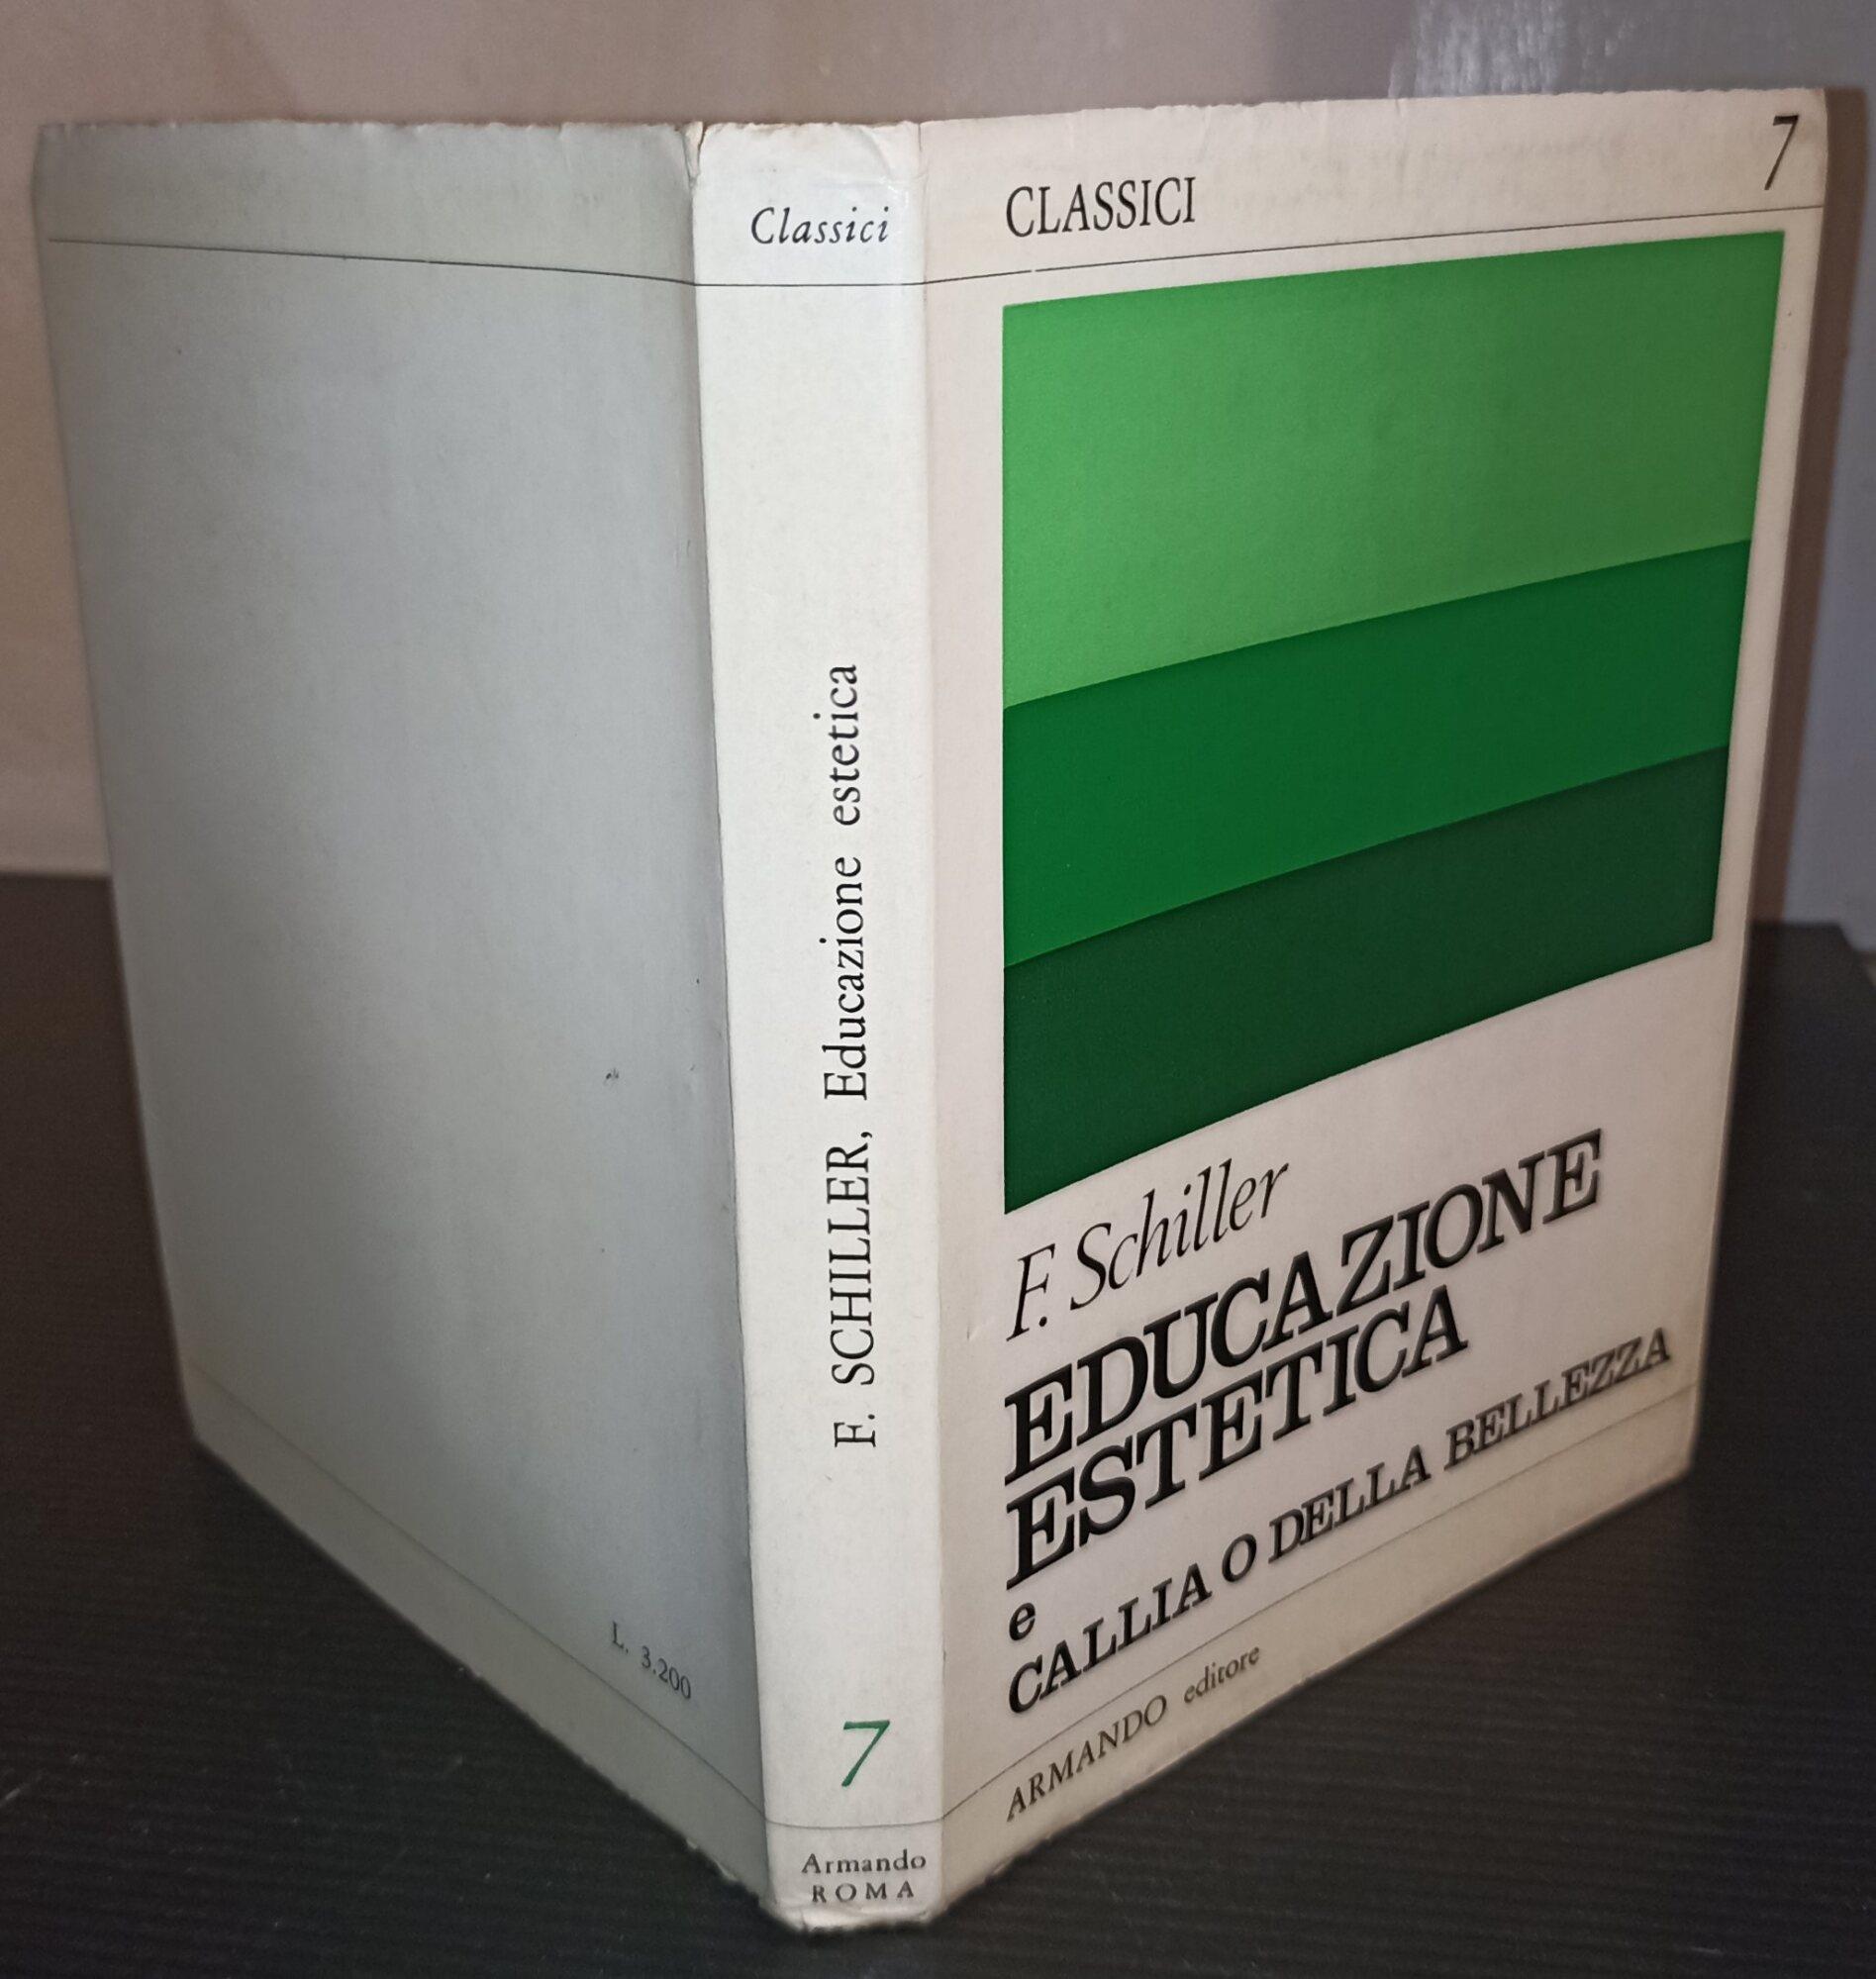 L. 3.200
Classici
F. SCHILLER, Educazione estetica
7
Armando
ROMA
CLASSICI
7
F. Schiller
EDUCAZIONE
ESTETICA
e
CALLIA O DELLA BELLEZZA
ARMANDO editore